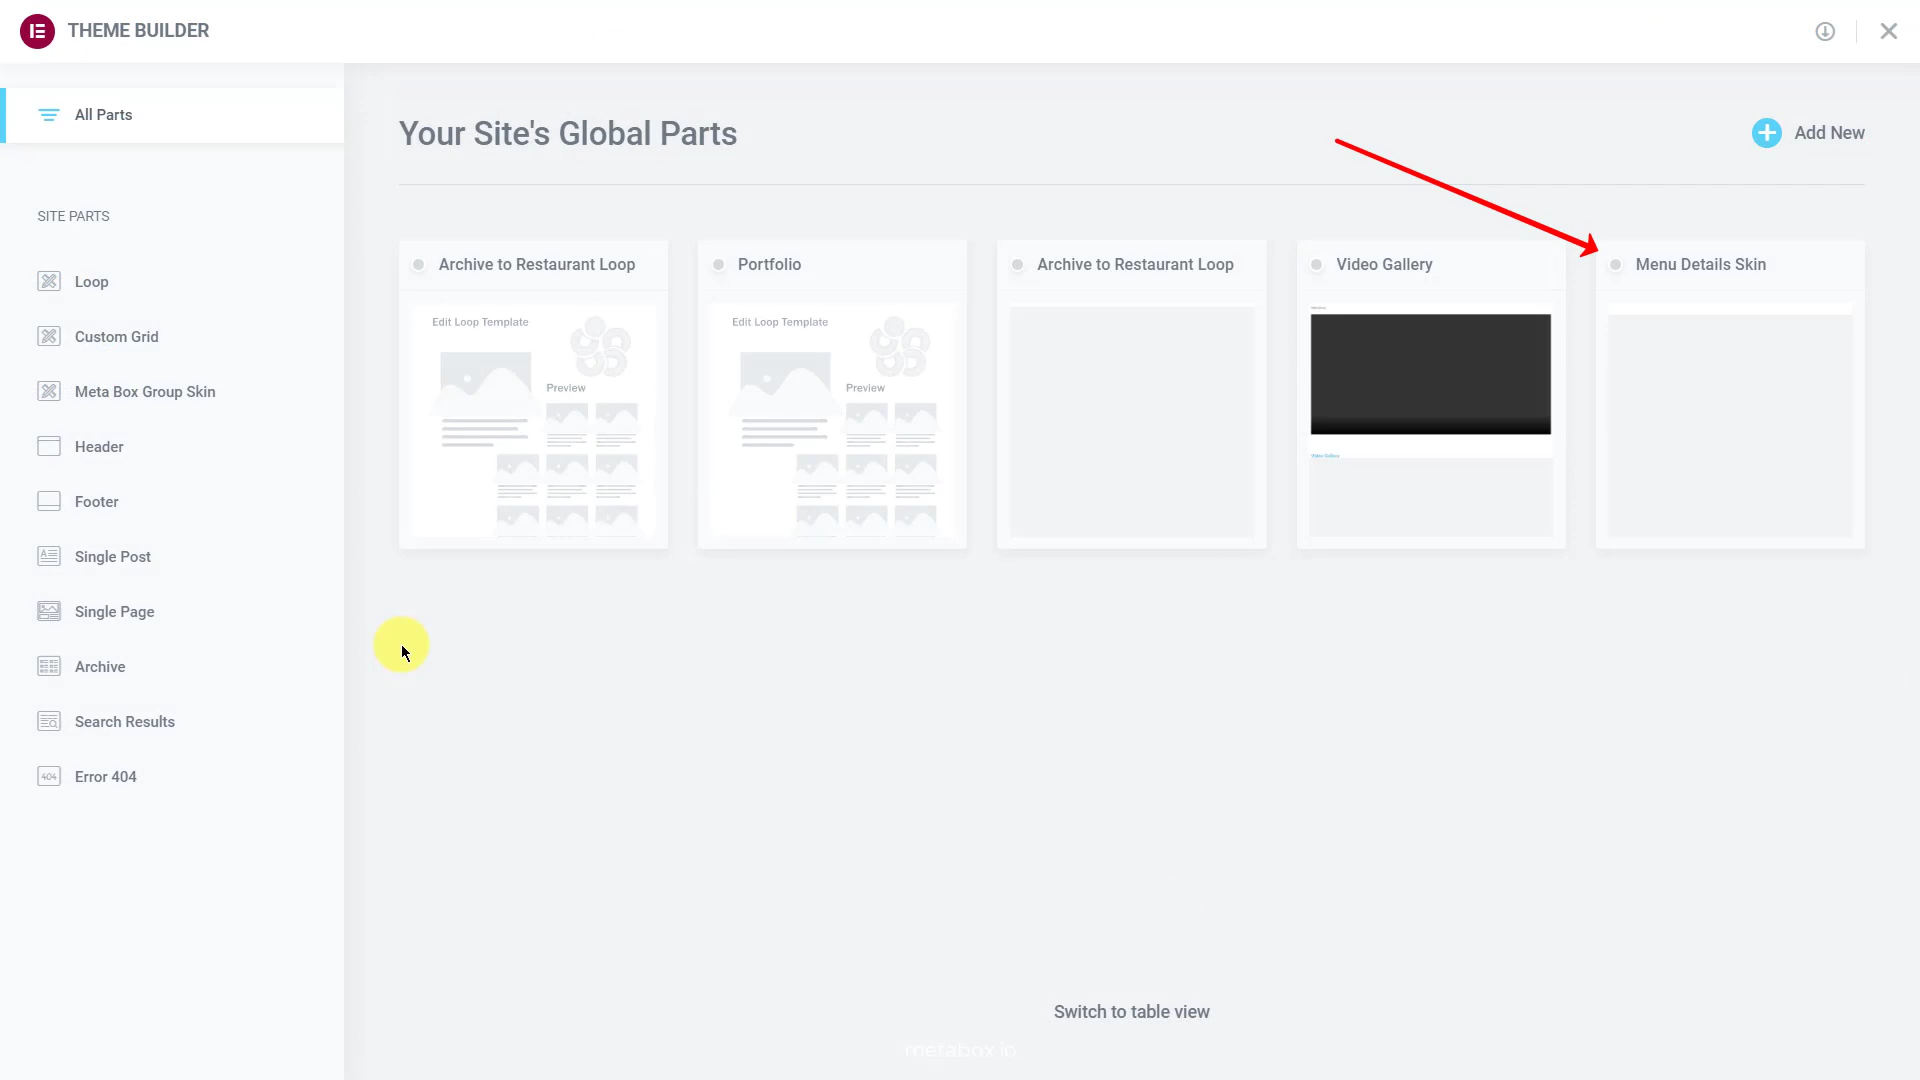 THEME BUILDER
All Parts
Your Site's Global Parts
Add New
SITE PARTS
Archive to Restaurant Loop
Portfolio
Archive to Restaurant Loop
Video Gallery
Menu Details Skin
Loop
Custom Grid
Meta Box Group Skin
Header
Footer
Single Post
Single Page
Archive
Search Results
404
Error 404
Edit Loop Template
Preview
Edit Loop Template
Preview
Video Gallery
Switch to table view
metabox.io